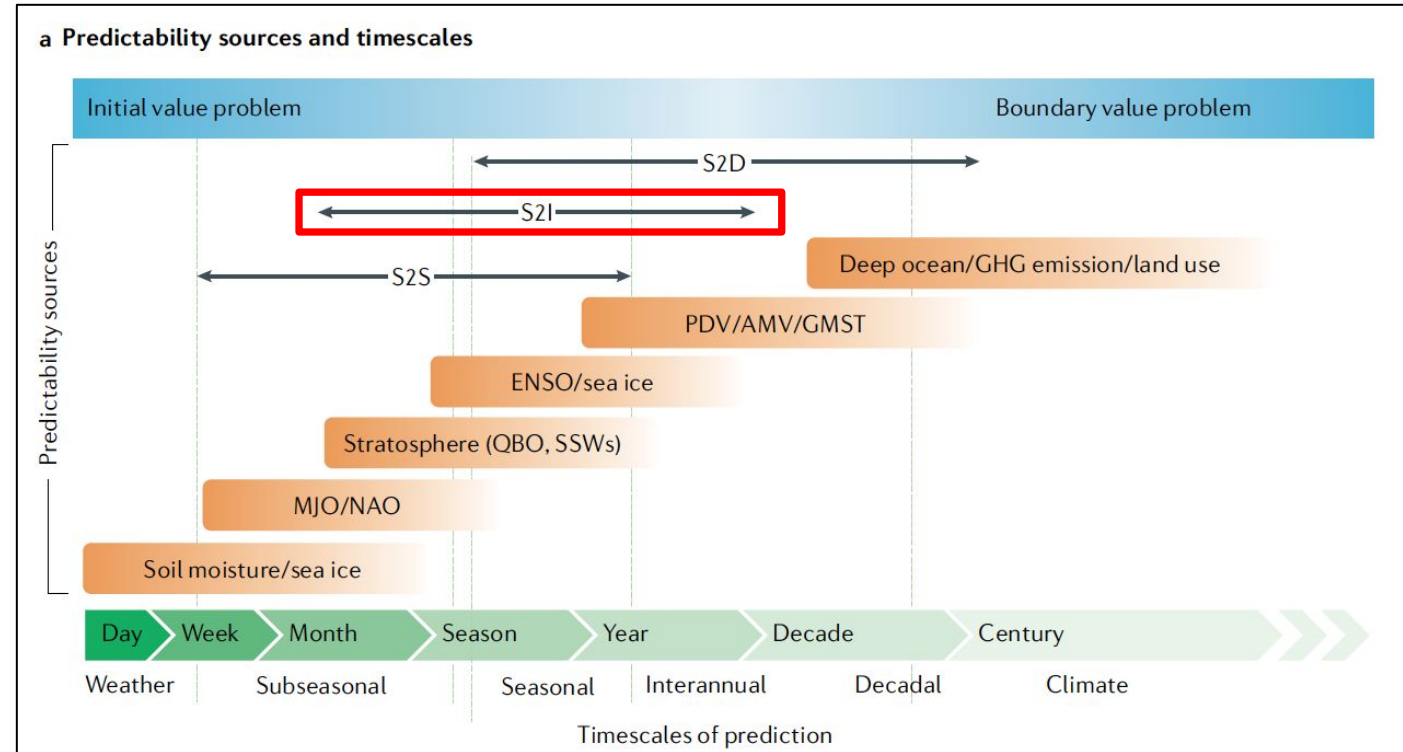 a Predictability sources and timescales
Initial value problem
Boundary value problem
S2D
S2I
S2S
Deep ocean/GHG emission/land use
PDV/AMV/GMST
ENSO/sea ice
Stratosphere (QBO, SSWs)
MJO/NAO
Soil moisture/sea ice
Predictability sources
Day Week Month Season Year Decade Century
Weather Subseasonal Seasonal Interannual Decadal Climate
Timescales of prediction